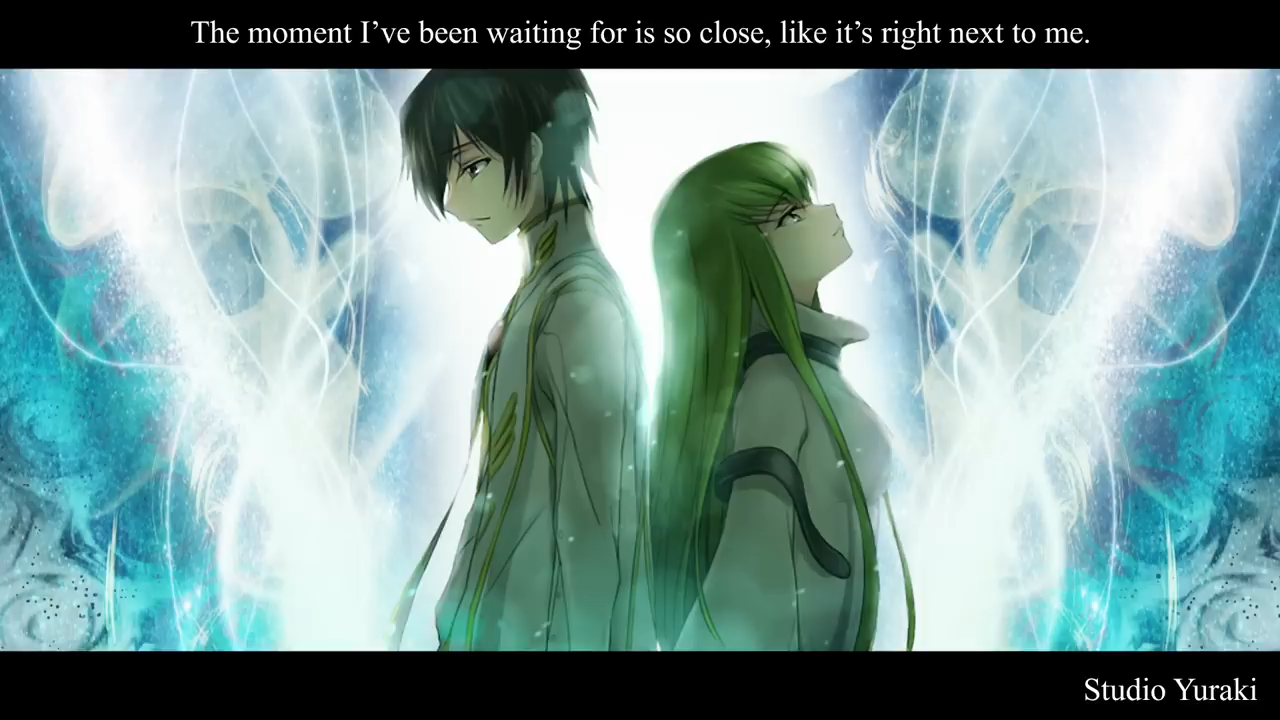 The moment I’ve been waiting for is so close, like it’s right next to me.
Studio Yuraki